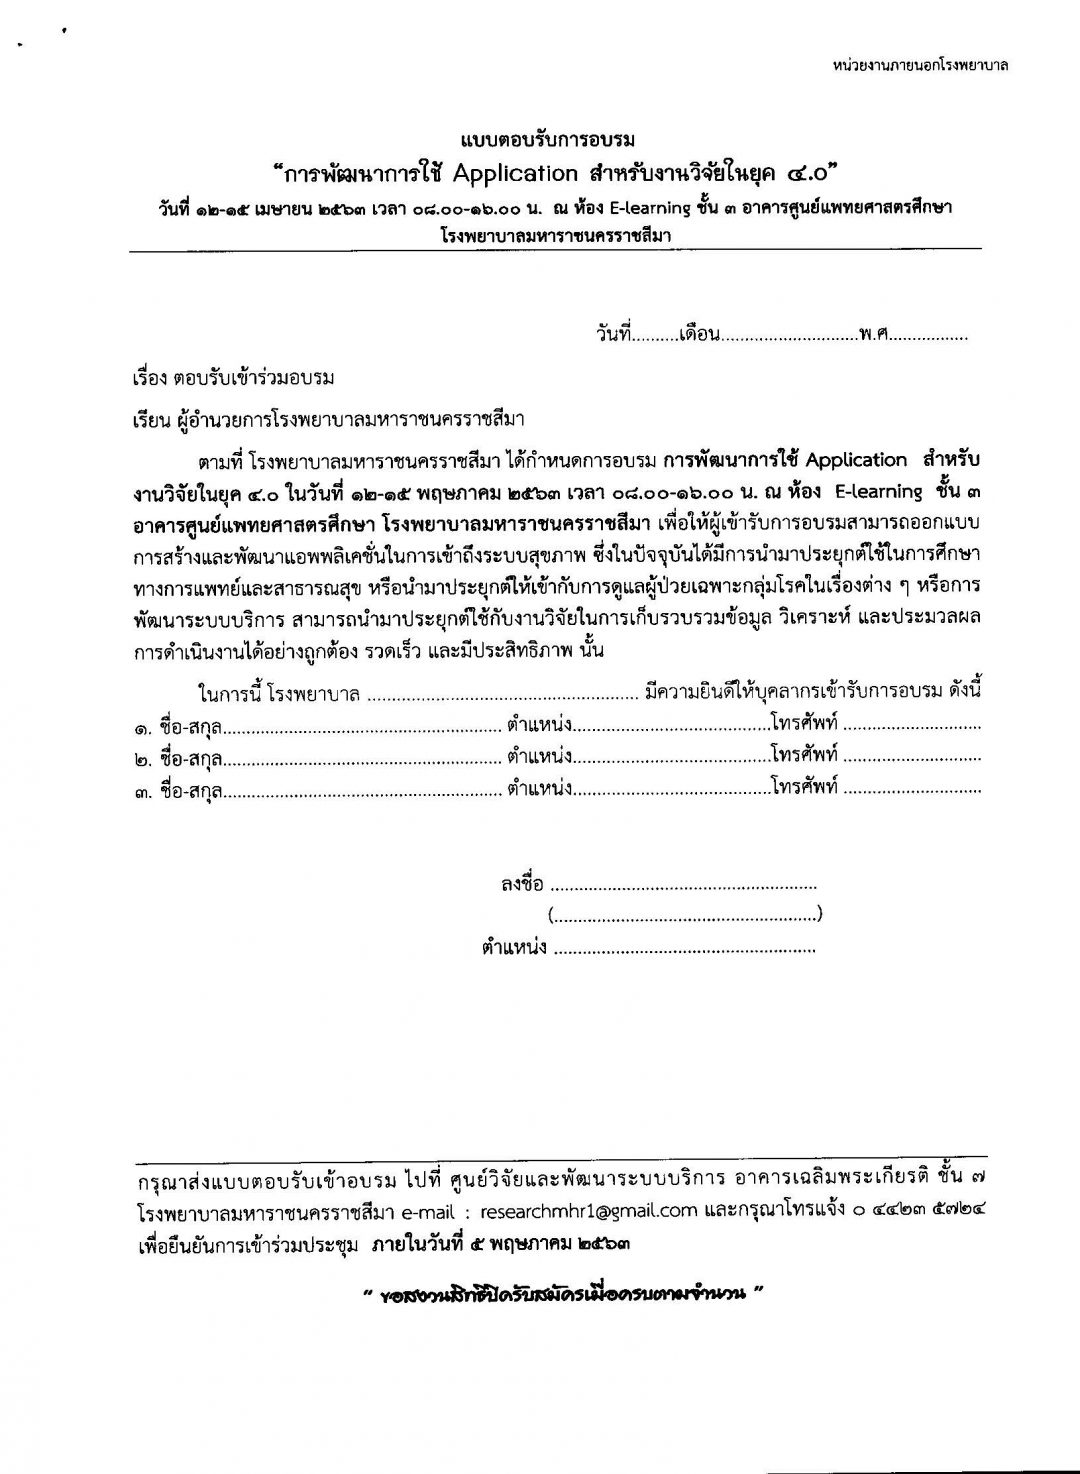 หน่วยงานภายนอกโรงพยาบาล
แบบตอบรับการอบรม
“การพัฒนาการใช้ Application สำหรับงานวิจัยในยุค ๔.๐”
วันที่ ๑๒-๑๕ เมษายน ๒๕๖๓ เวลา ๐๘.๐๐-๑๖.๐๐ น. ณ ห้อง E-learning ชั้น ๓ อาคารศูนย์แพทยศาสตรศึกษา
โรงพยาบาลมหาราชนครราชสีมา
วันที่..........เดือน.............................พ.ศ.................
เรื่อง ตอบรับเข้าร่วมอบรม
เรียน ผู้อำนวยการโรงพยาบาลมหาราชนครราชสีมา
ตามที่ โรงพยาบาลมหาราชนครราชสีมา ได้กำหนดการอบรม การพัฒนาการใช้ Application สำหรับ
งานวิจัยในยุค ๔.๐ ในวันที่ ๑๒-๑๕ พฤษภาคม ๒๕๖๓ เวลา ๐๘.๐๐-๑๖.๐๐ น. ณ ห้อง E-learning ชั้น ๓
อาคารศูนย์แพทยศาสตรศึกษา โรงพยาบาลมหาราชนครราชสีมา เพื่อให้ผู้เข้ารับการอบรมสามารถออกแบบ
การสร้างและพัฒนาแอพพลิเคชั่นในการเข้าถึงระบบสุขภาพ ซึ่งในปัจจุบันได้มีการนำมาประยุกต์ใช้ในการศึกษา
ทางการแพทย์และสาธารณสุข หรือนำมาประยุกต์ให้เข้ากับการดูแลผู้ป่วยเฉพาะกลุ่มโรคในเรื่องต่าง ๆ หรือการ
พัฒนาระบบบริการ สามารถนำมาประยุกต์ใช้กับงานวิจัยในการเก็บรวบรวมข้อมูล วิเคราะห์ และประมวลผล
การดำเนินงานได้อย่างถูกต้อง รวดเร็ว และมีประสิทธิภาพ นั้น
ในการนี้ โรงพยาบาล ......................................................... มีความยินดีให้บุคลากรเข้ารับการอบรม ดังนี้
๑. ชื่อ-สกุล........................................................... ตำแหน่ง..........................................โทรศัพท์ .............................
๒. ชื่อ-สกุล........................................................... ตำแหน่ง..........................................โทรศัพท์ .............................
๓. ชื่อ-สกุล........................................................... ตำแหน่ง..........................................โทรศัพท์ .............................
ลงชื่อ ........................................................
(.......................................................)
ตำแหน่ง .......................................................
กรุณาส่งแบบตอบรับเข้าอบรม ไปที่ ศูนย์วิจัยและพัฒนาระบบบริการ อาคารเฉลิมพระเกียรติ ชั้น ๗
โรงพยาบาลมหาราชนครราชสีมา e-mail : researchmhr1@gmail.com และกรุณาโทรแจ้ง ๐ ๔๔๒๓ ๕๗๒๔
เพื่อยืนยันการเข้าร่วมประชุม ภายในวันที่ ๕ พฤษภาคม ๒๕๖๓
“ ขอสงวนสิทธิ์ปิดรับสมัครเมื่อครบตามจำนวน ”